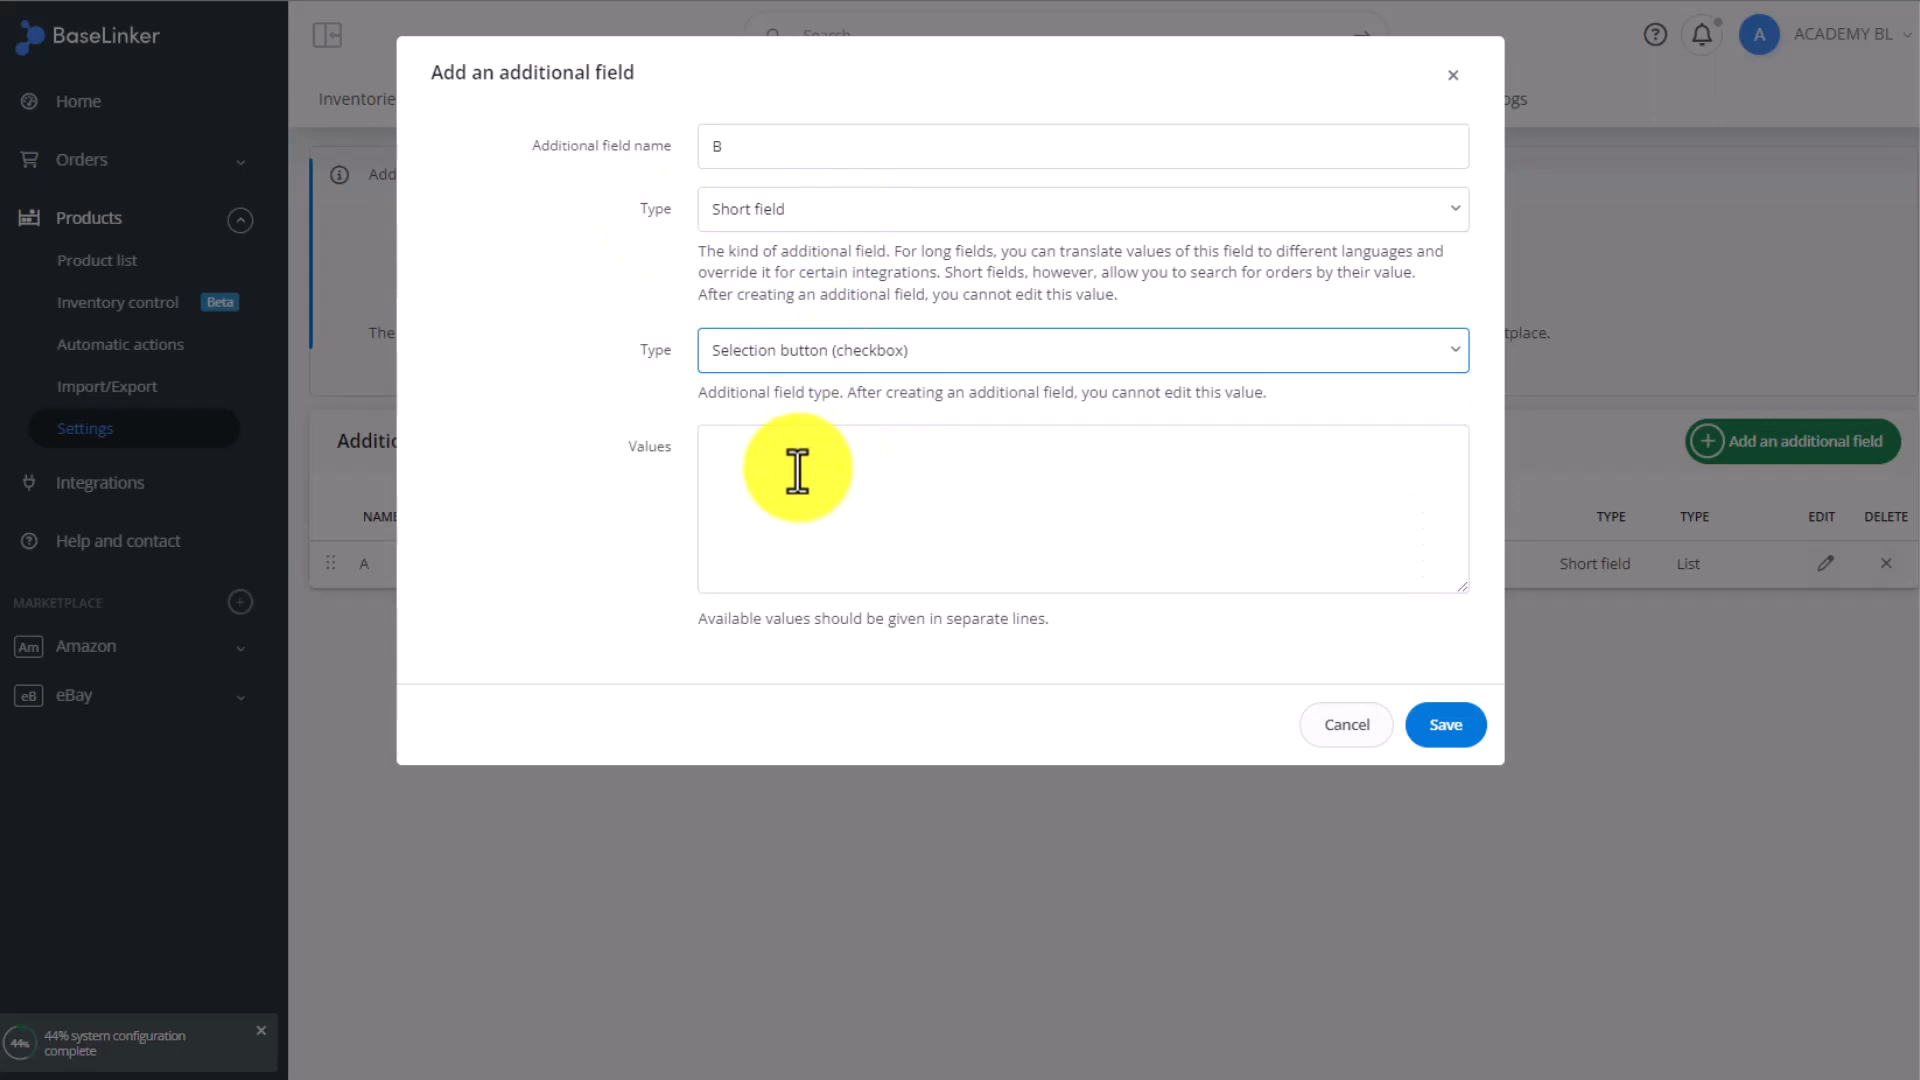 BaseLinker
Search
A
ACADEMY BL
Home
Inventorie
ogs
Orders
Products
Product list
Inventory control Beta
Automatic actions
Import/Export
Settings
Integrations
Help and contact
MARKETPLACE
Am Amazon
eB eBay
44%
44% system configuration
complete
Add
The
tplace.
Additio
Add an additional field
NAME
TYPE TYPE EDIT DELETE
A
Short field List
Add an additional field
Additional field name
B
Type
Short field
The kind of additional field. For long fields, you can translate values of this field to different languages and
override it for certain integrations. Short fields, however, allow you to search for orders by their value.
After creating an additional field, you cannot edit this value.
Type
Selection button (checkbox)
Additional field type. After creating an additional field, you cannot edit this value.
Values
Available values should be given in separate lines.
Cancel
Save